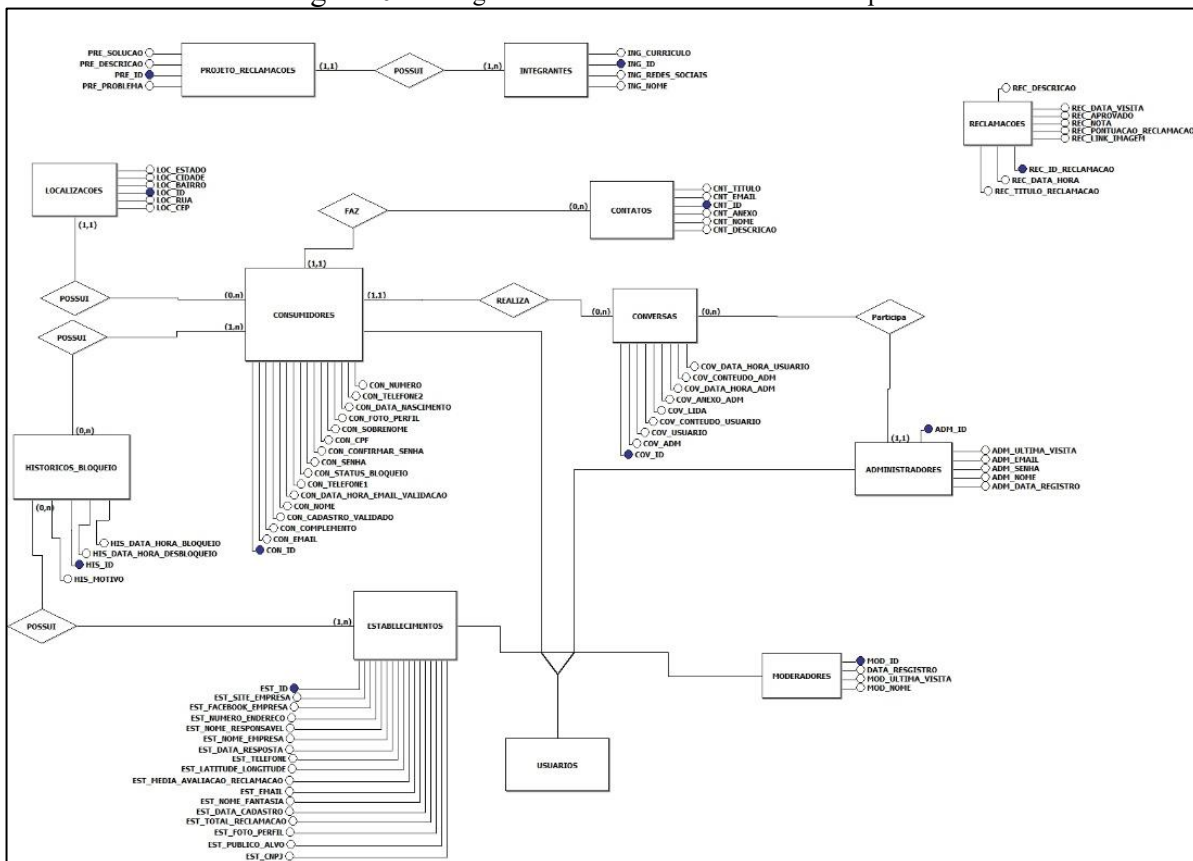 PRE_SOLUCAO
PRE_DESCRICAO
PRE_ID
PRE_PROBLEMA
PROJETO_RECLAMACOES
(1,1)
POSSUI
(1,n)
INTEGRANTES
ING_CURRICULO
ING_ID
ING_REDES_SOCIAIS
ING_NOME
REC_DESCRICAO
RECLAMACOES
REC_DATA_VISITA
REC_APROVADO
REC_NOTA
REC_PONTUACAO_RECLAMACAO
REC_LINK_IMAGEM
REC_ID_RECLAMACAO
REC_DATA_HORA
REC_TITULO_RECLAMACAO
LOCALIZACOES
LOC_ESTADO
LOC_CIDADE
LOC_BAIRRO
LOC_ID
LOC_RUA
LOC_CEP
(1,1)
FAZ
(0,n)
CONTATOS
CNT_TITULO
CNT_EMAIL
CNT_ID
CNT_ANEXO
CNT_NOME
CNT_DESCRICAO
(1,1)
POSSUI
(0,n)
CONSUMIDORES
(1,1)
REALIZA
(0,n)
CONVERSAS
(0,n)
Participa
POSSUI
(1,n)
CON_NUMERO
CON_TELEFONE2
CON_DATA_NASCIMENTO
CON_FOTO_PERFIL
CON_SOBRENOME
CON_CPF
CON_CONFIRMAR_SENHA
CON_SENHA
CON_STATUS_BLOQUEIO
CON_TELEFONE1
CON_DATA_HORA_EMAIL_VALIDACAO
CON_NOME
CON_CADASTRO_VALIDADO
CON_COMPLEMENTO
CON_EMAIL
CON_ID
COV_DATA_HORA_USUARIO
COV_CONTEUDO_ADM
COV_DATA_HORA_ADM
COV_ANEXO_ADM
COV_LIDA
COV_CONTEUDO_USUARIO
COV_USUARIO
COV_ADM
COV_ID
(1,1)
ADM_ID
ADMINISTRADORES
ADM_ULTIMA_VISITA
ADM_EMAIL
ADM_SENHA
ADM_NOME
ADM_DATA_REGISTRO
(0,n)
HISTORICOS_BLOQUEIO
(0,n)
HIS_DATA_HORA_BLOQUEIO
HIS_DATA_HORA_DESBLOQUEIO
HIS_ID
HIS_MOTIVO
POSSUI
(1,n)
ESTABELECIMENTOS
EST_ID
EST_SITE_EMPRESA
EST_FACEBOOK_EMPRESA
EST_NUMERO_ENDERECO
EST_NOME_RESPONSAVEL
EST_NOME_EMPRESA
EST_DATA_RESPOSTA
EST_TELEFONE
EST_LATITUDE_LONGITUDE
EST_MEDIA_AVALIACAO_RECLAMACAO
EST_EMAIL
EST_NOME_FANTASIA
EST_DATA_CADASTRO
EST_TOTAL_RECLAMACAO
EST_FOTO_PERFIL
EST_PUBLICO_ALVO
EST_CNPJ
MODERADORES
MOD_ID
DATA_RESGISTRO
MOD_ULTIMA_VISITA
MOD_NOME
USUARIOS